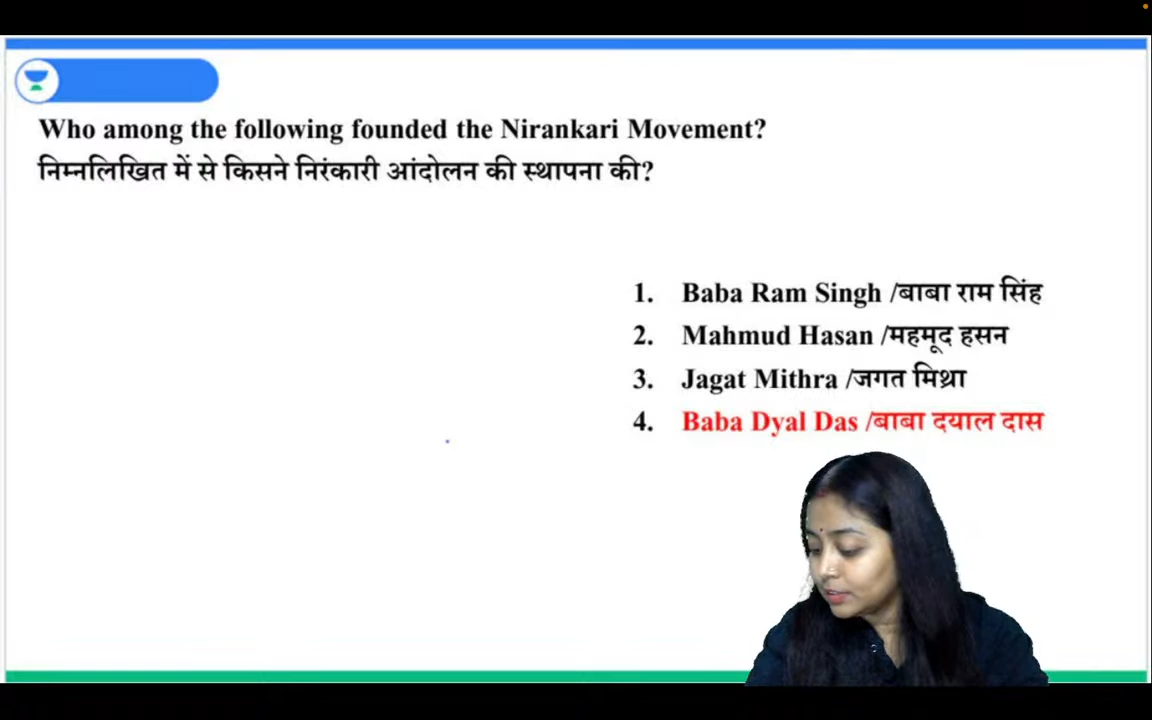 Who among the following founded the Nirankari Movement?
निम्नलिखित में से किसने निरंकारी आंदोलन की स्थापना की?
1. Baba Ram Singh /बाबा राम सिंह
2. Mahmud Hasan /महमूद हसन
3. Jagat Mithra /जगत मिथ्रा
4. Baba Dyal Das /बाबा दयाल दास